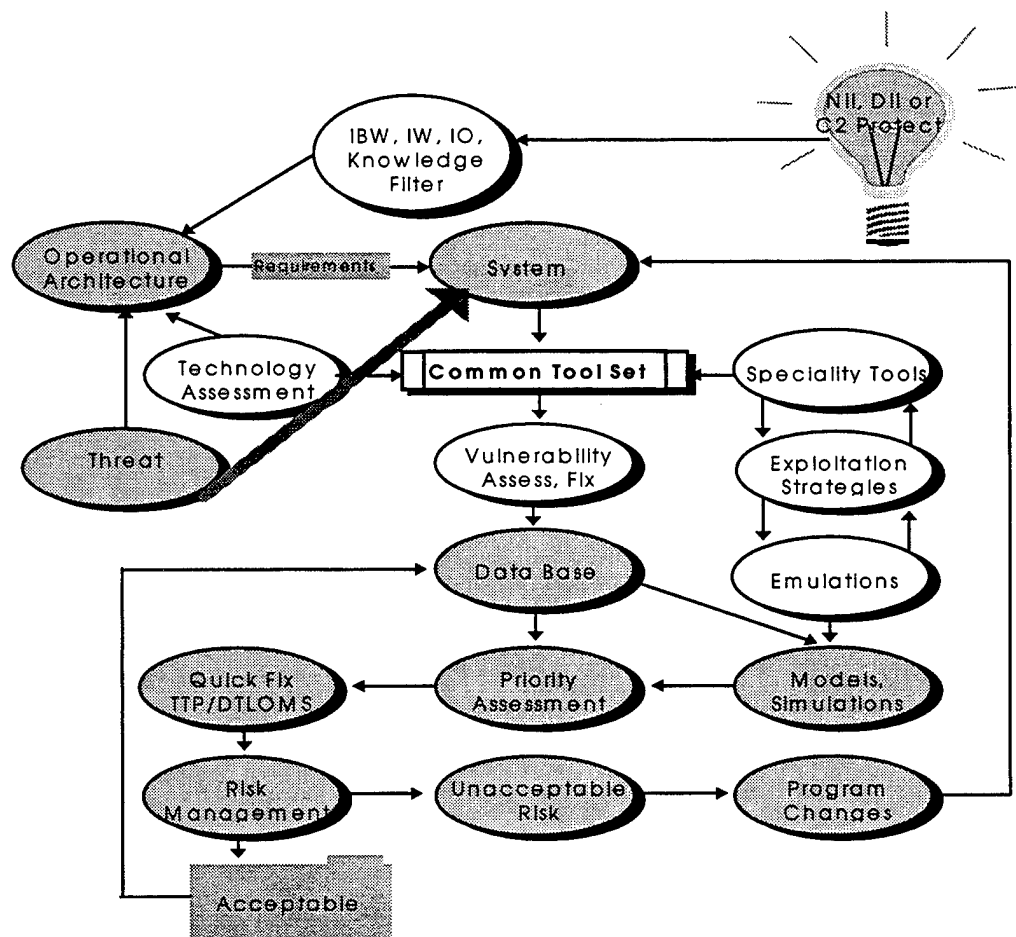 NII, DII or
C2 Protect
IBW, IW, IO,
Knowledge
Filter
Operational
Architecture
Requirements
System
Technology
Assessment
Common Tool Set
Speciality Tools
Threat
Vulnerability
Assess, Fix
Exploitation
Strategies
Data Base
Emulations
Quick Fix
TTP/DTLOMS
Priority
Assessment
Models,
Simulations
Risk
Management
Unacceptable
Risk
Program
Changes
Acceptable